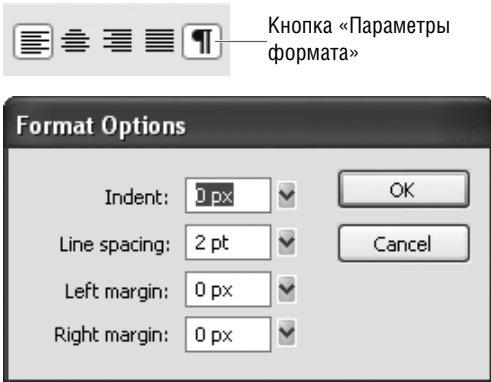 Кнопка «Параметры
формата»
Format Options
Indent: 0 px
OK
Line spacing: 2 pt
Cancel
Left margin: 0 px
Right margin: 0 px